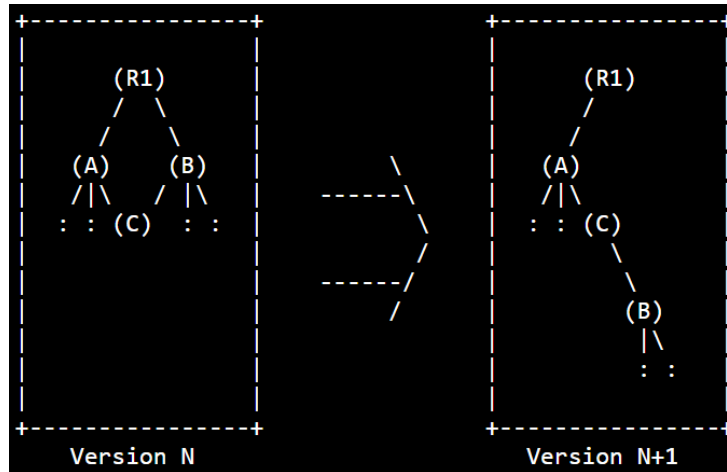 +----------------+               +----------------+
|                |               |                |
|      (R1)      |               |      (R1)      |
|      /  \      |               |      /         |
|     /    \     |               |     /          |
|   (A)    (B)   |         \     |   (A)          |
|   /|\   / |\   |    ------\    |   /|\          |
|  : : (C)  : :  |           \   |  : : (C)       |
|                |           /   |        \       |
|                |    ------/    |         \      |
|                |         /     |         (B)    |
|                |               |          |\    |
|                |               |          : :   |
|                |               |                |
+----------------+               +----------------+
   Version N                        Version N+1